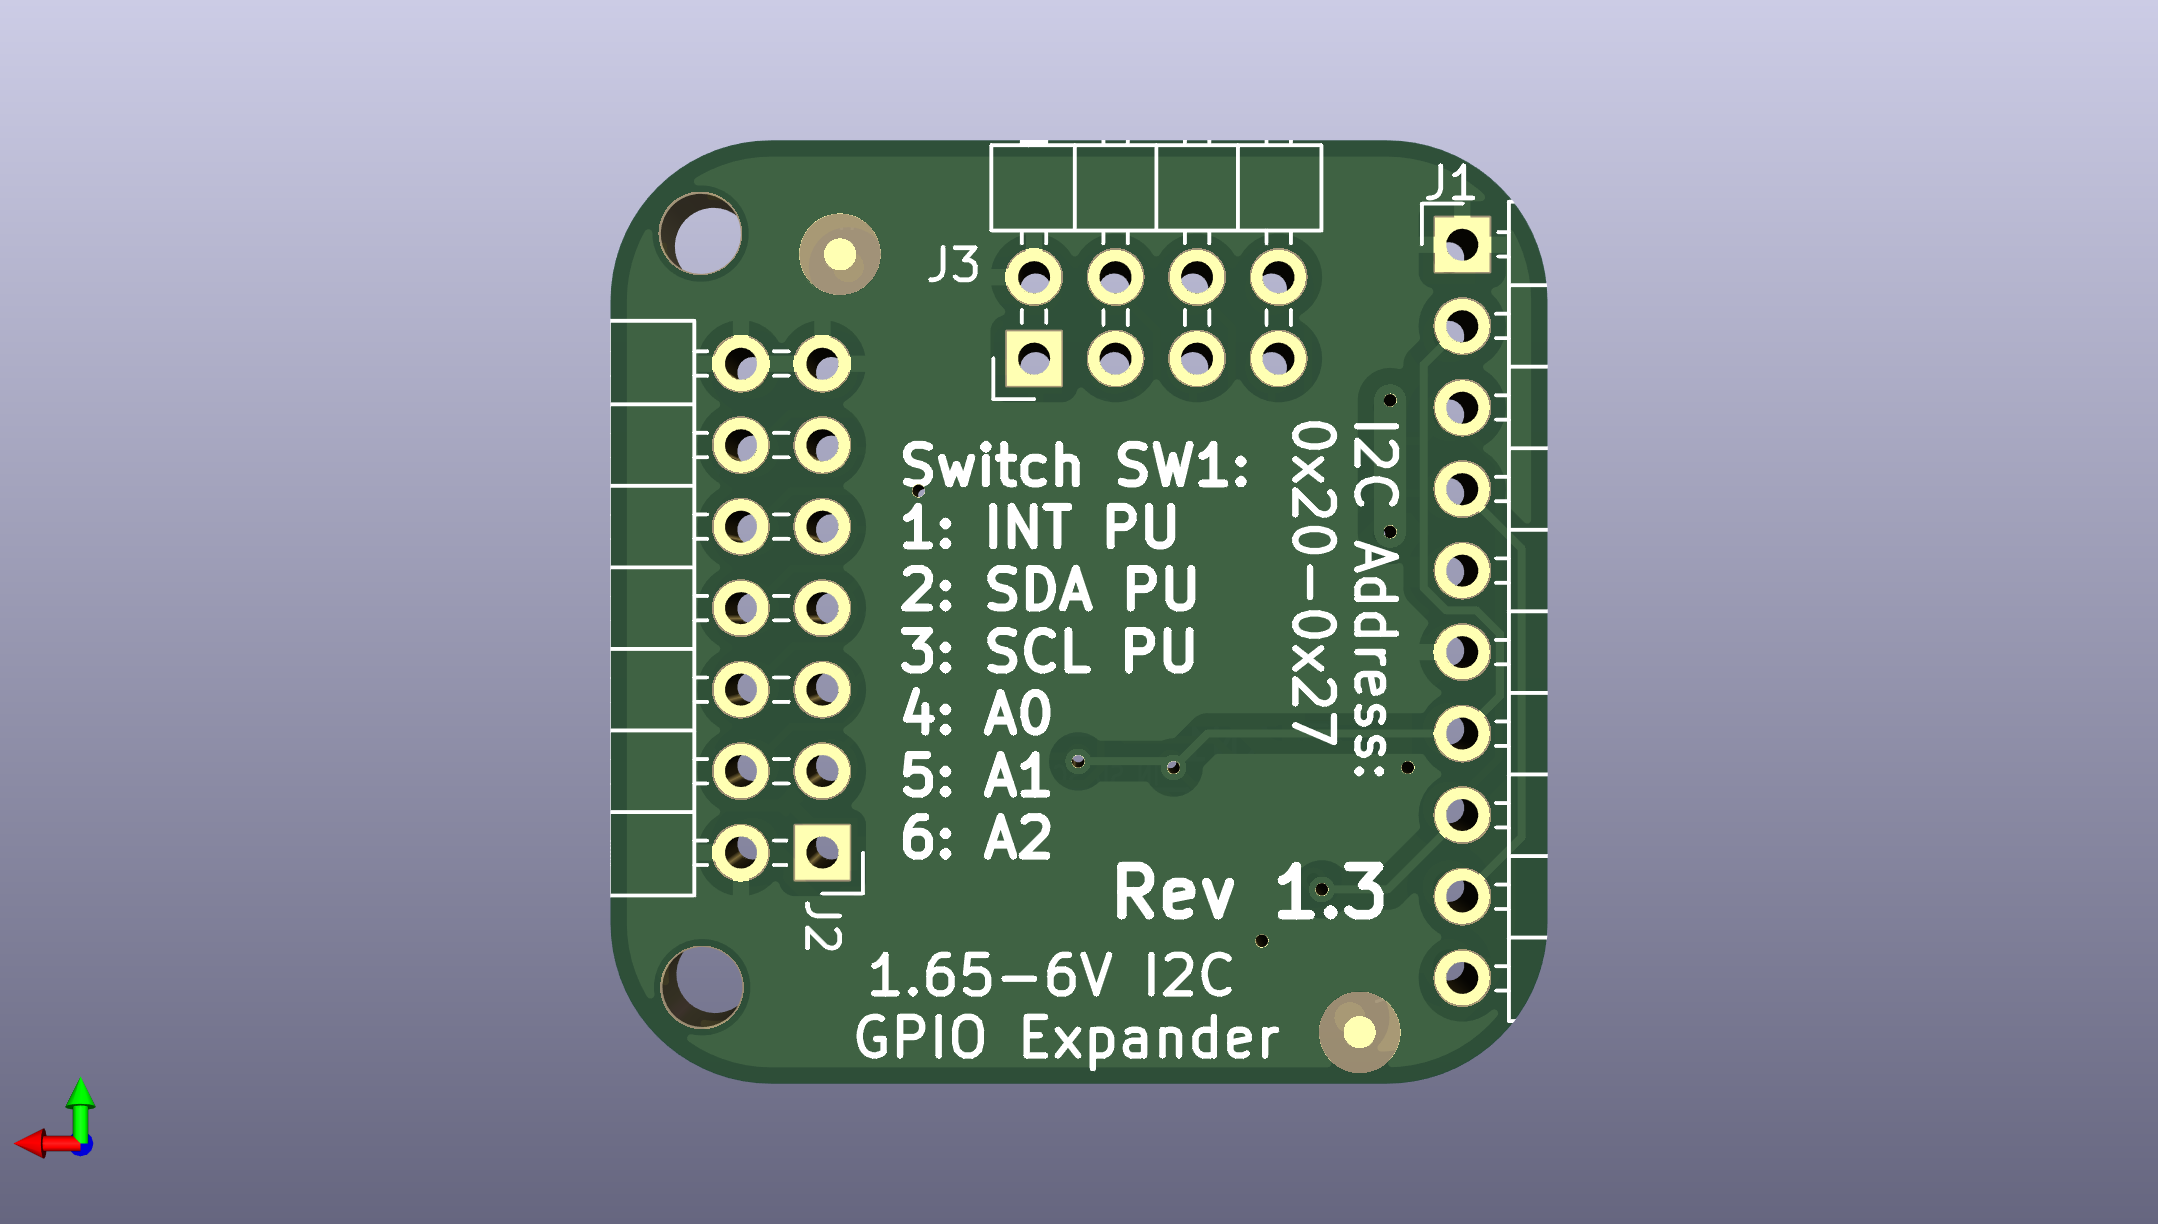 J1
J3
Switch SW1:
1: INT PU
2: SDA PU
3: SCL PU
4: A0
5: A1
6: A2
I2C Address:
0x20-0x27
J2
Rev 1.3
1.65-6V I2C
GPIO Expander